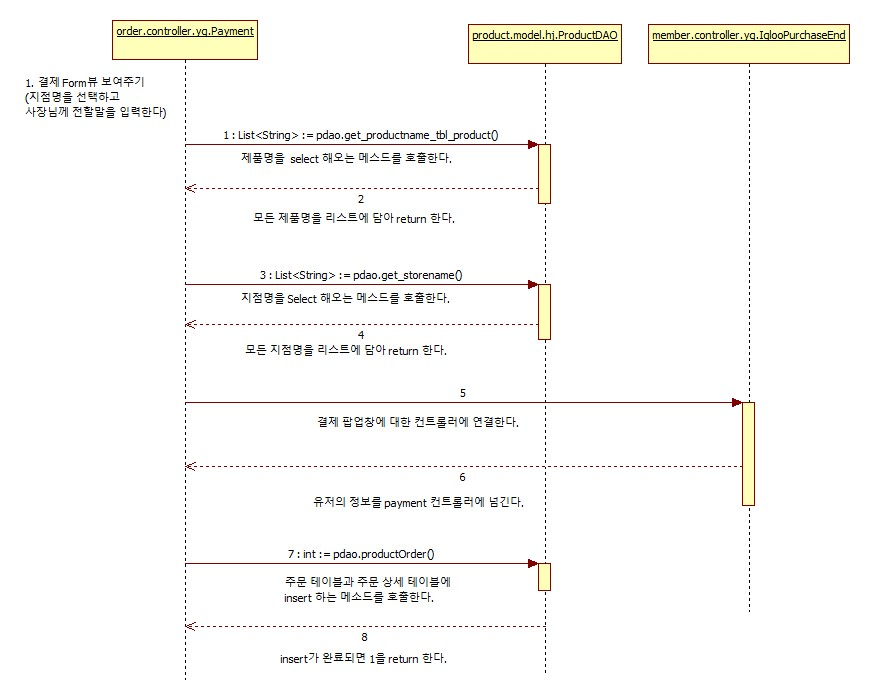 order.controller.yg.Payment
product.model.hj.ProductDAO
member.controller.yg.IglooPurchaseEnd
1. 결제 Form뷰 보여주기
(지점명을 선택하고
사장님께 전할말을 입력한다)
1 : List<String> := pdao.get_productname_tbl_product()
제품명을 select 해오는 메스드를 호출한다.
2
모든 제품명을 리스트에 담아 return 한다.
3 : List<String> := pdao.get_storename()
지점명을 Select 해오는 메스드를 호출한다.
4
모든 지점명을 리스트에 담아 return 한다.
5
결제 팝업창에 대한 컨트롤러에 연결한다.
6
유저의 정보를 payment 컨트롤러에 넘긴다.
7 : int := pdao.productOrder()
주문 테이블과 주문 상세 테이블에
insert 하는 메소드를 호출한다.
8
insert가 완료되면 1을 return 한다.